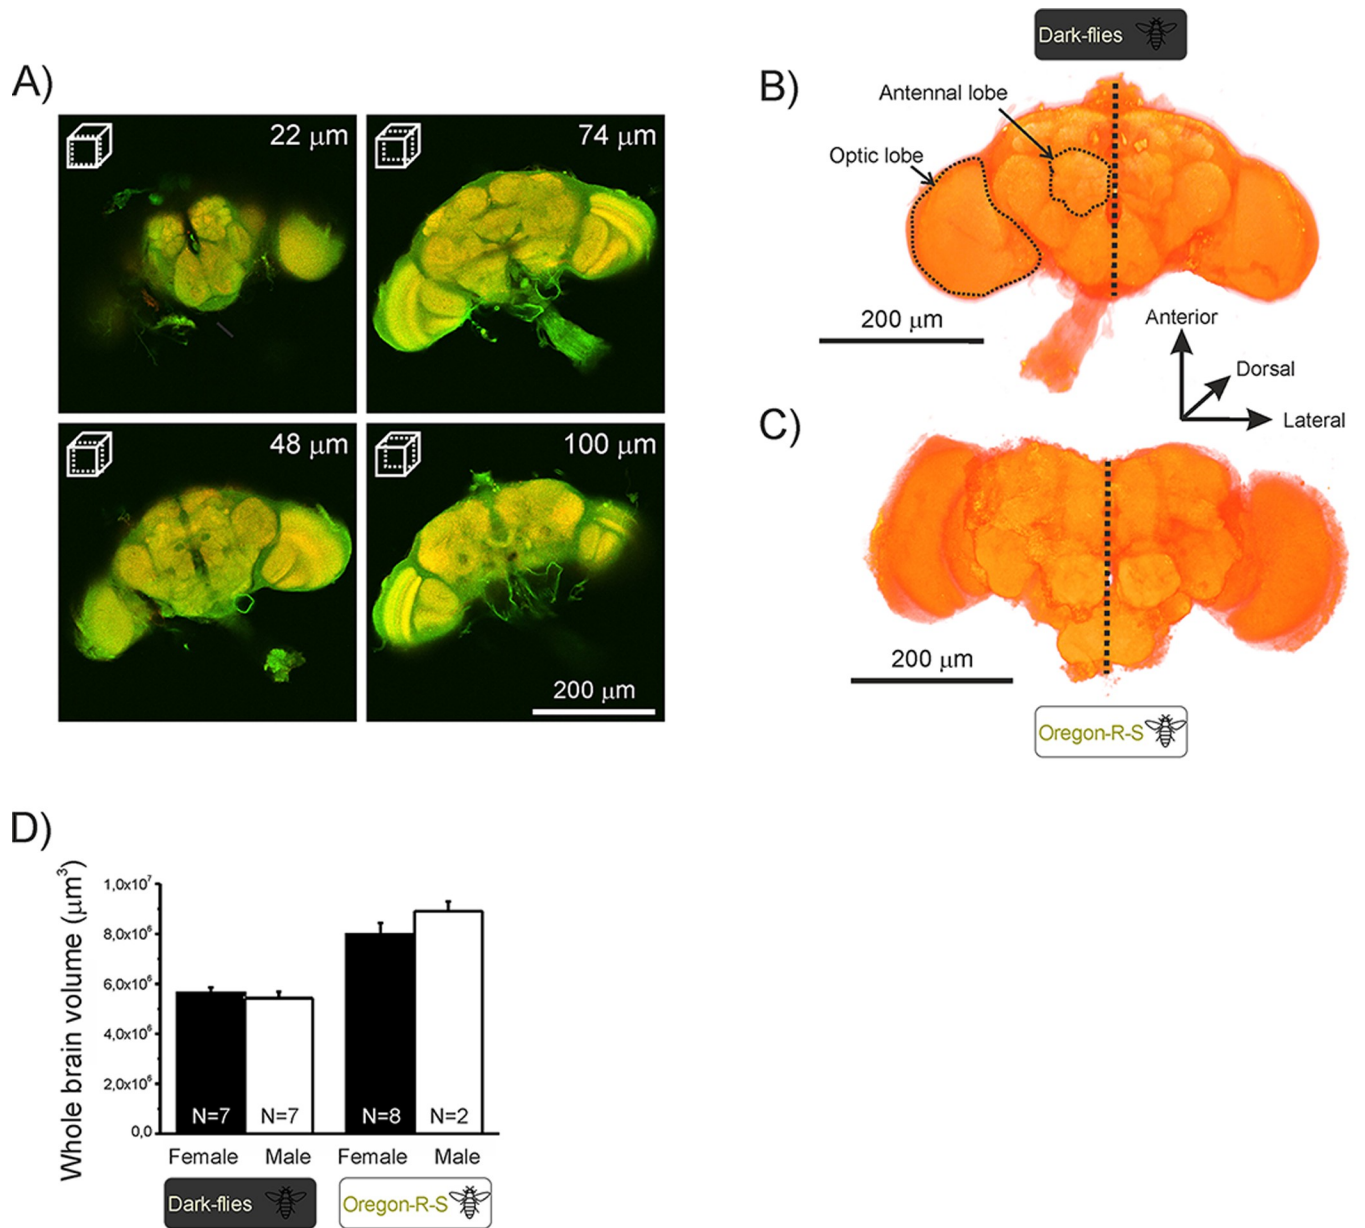 A)
22 μm
74 μm
48 μm
100 μm
200 μm
Dark-flies
B)
Antennal lobe
Optic lobe
200 μm
Anterior
Dorsal
Lateral
C)
200 μm
Oregon-R-S
D)
Whole brain volume (μm³)
1,0x10⁷
8,0x10⁶
6,0x10⁶
4,0x10⁶
2,0x10⁶
0,0
N=7 N=7 N=8 N=2
Female Male Female Male
Dark-flies Oregon-R-S